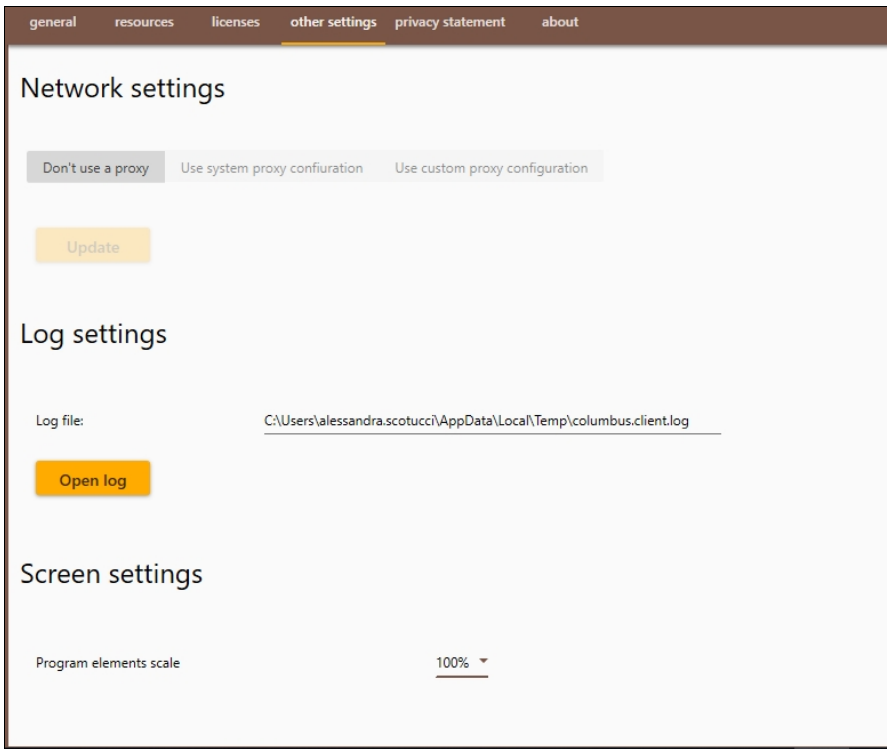 general resources licenses other settings privacy statement about
Network settings
Don't use a proxy Use system proxy confiuration Use custom proxy configuration
Update
Log settings
Log file: C:\Users\alessandra.scotucci\AppData\Local\Temp\columbus.client.log
Open log
Screen settings
Program elements scale 100%